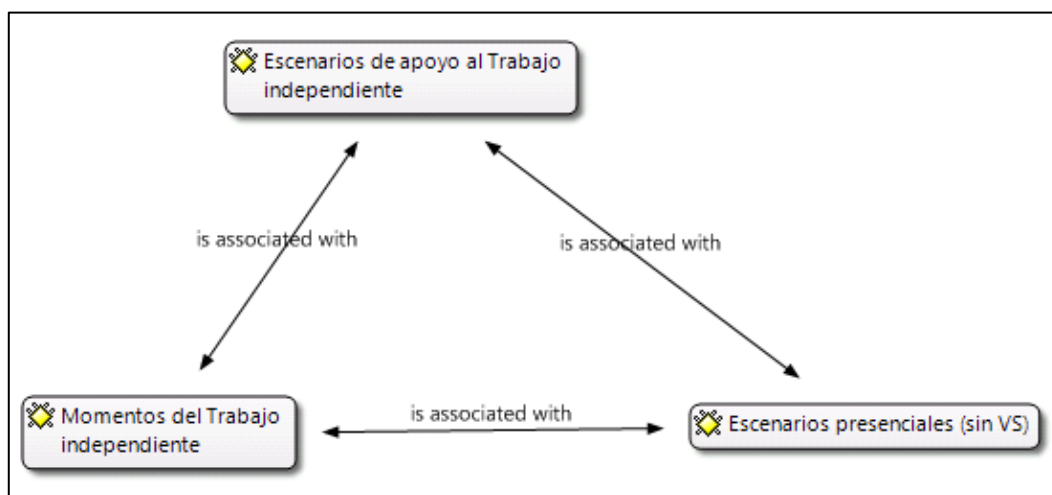 Escenarios de apoyo al Trabajo
independiente
is associated with
is associated with
Momentos del Trabajo
independiente
is associated with
Escenarios presenciales (sin VS)